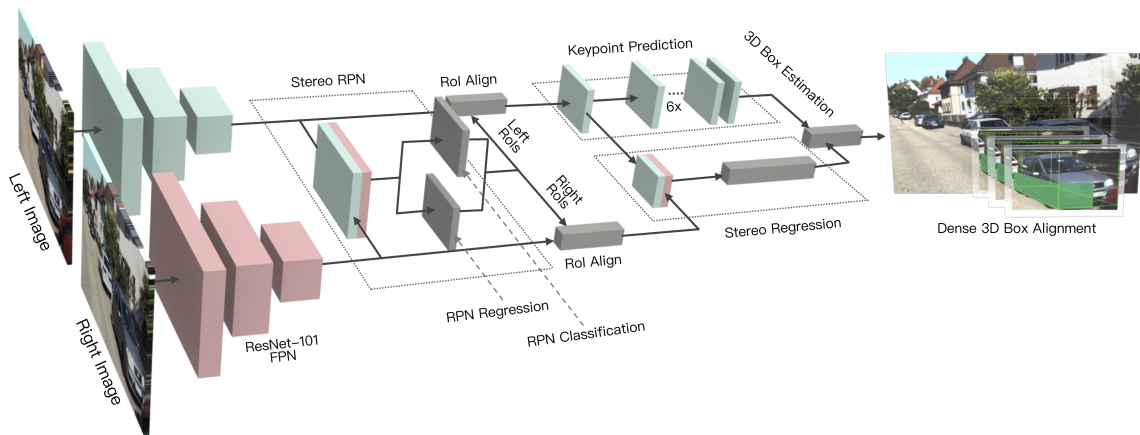 Keypoint Prediction
3D Box Estimation
Stereo RPN
RoI Align
6x
Left
RoIs
Right
RoIs
Left Image
Stereo Regression
Dense 3D Box Alignment
RoI Align
RPN Regression
RPN Classification
ResNet-101
FPN
Right Image